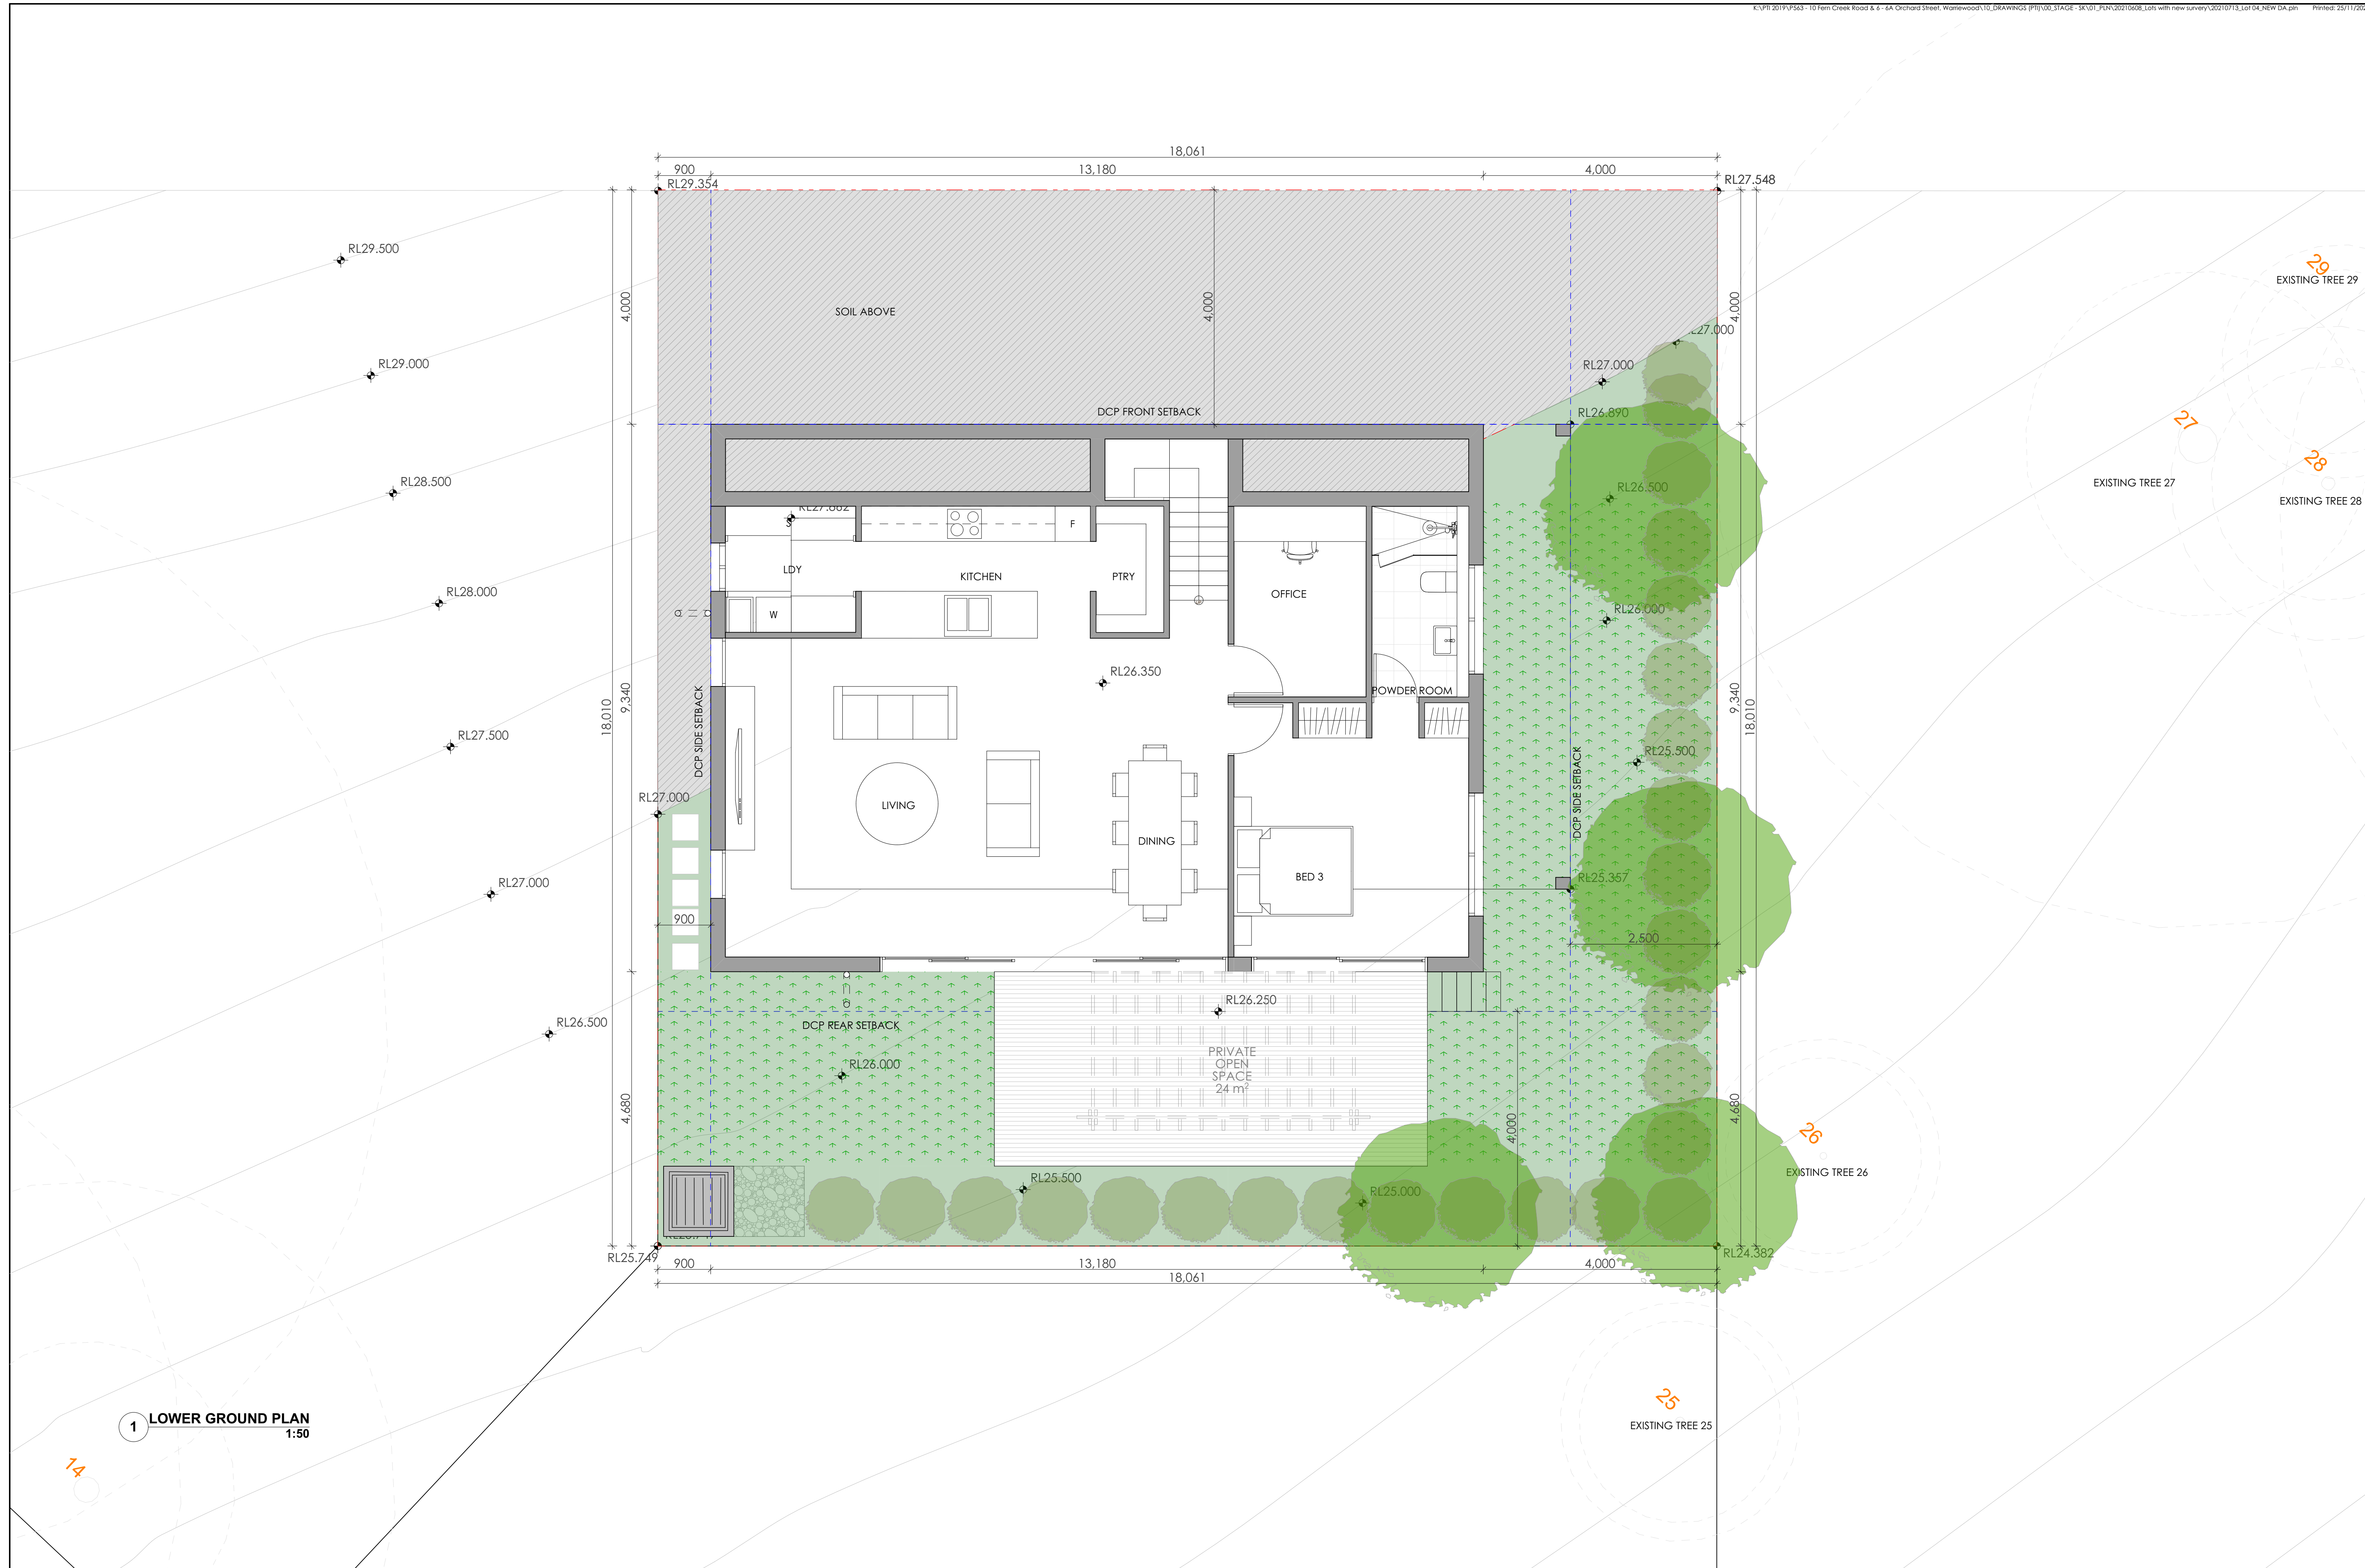 K:\PTI 2019\P563 - 10 Fern Creek Road & 6 - 6A Orchard Street, Warriewood\10_DRAWINGS (PTI)\00_STAGE - SK\01_PLN\20210608_Lots with new survery\20210713_Lot 04_NEW DA.pln Printed: 25/11/202
18,061
900
13,180
4,000
RL29.354
RL27.548
RL29.500
29
EXISTING TREE 29
4,000
SOIL ABOVE
4,000
4,000
RL27.000
RL27.000
RL29.000
DCP FRONT SETBACK
RL26.890
27
28
RL28.500
RL26.500
EXISTING TREE 27
EXISTING TREE 28
S
F
LDY
KITCHEN
PTRY
OFFICE
RL28.000
W
RL26.000
RL26.350
POWDER ROOM
18,010
9,340
DCP SIDE SETBACK
9,340
18,010
RL27.500
RL25.500
DCP SIDE SETBACK
RL27.000
LIVING
DINING
BED 3
RL25.357
RL27.000
900
2,500
RL26.250
DCP REAR SETBACK
RL26.500
PRIVATE
OPEN
SPACE
24 m²
RL26.000
4,680
4,000
4,680
26
EXISTING TREE 26
RL25.500
RL25.000
RL25.749
RL24.382
900
13,180
4,000
18,061
25
EXISTING TREE 25
1
LOWER GROUND PLAN
1:50
14